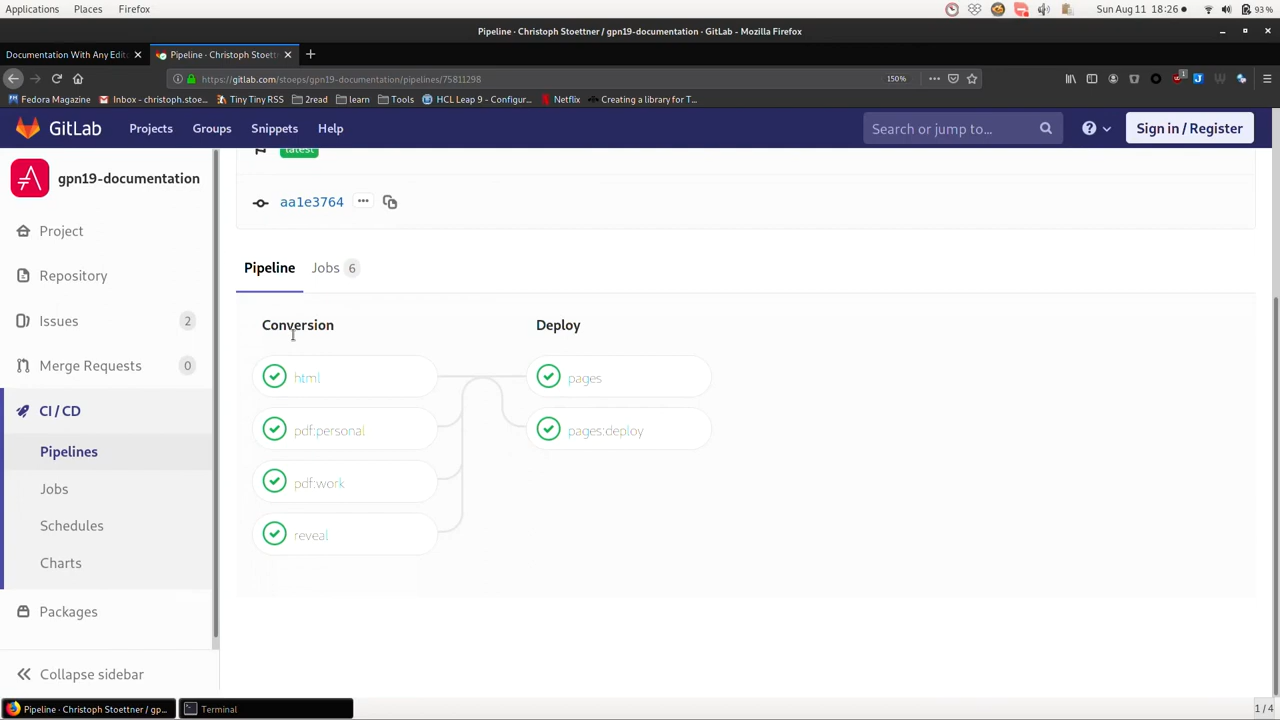 Applications Places Firefox Sun Aug 11 18:26 93 %
Pipeline · Christoph Stoettner / gpn19-documentation · GitLab - Mozilla Firefox
Documentation With Any Edit Pipeline · Christoph Stoett
https://gitlab.com/stoeps/gpn19-documentation/pipelines/75811298 150% 1
Fedora Magazine Inbox - christoph.stoe... Tiny Tiny RSS 2read learn Tools HCL Leap 9 - Configur... Netflix Creating a library for T...
GitLab Projects Groups Snippets Help Search or jump to... Sign in / Register
gpn19-documentation
Project
Repository
Issues 2
Merge Requests 0
CI / CD
Pipelines
Jobs
Schedules
Charts
Packages
Collapse sidebar
latest
aa1e3764
Pipeline Jobs 6
Conversion Deploy
html pages
pdf:personal pages:deploy
pdf:work
reveal
Pipeline · Christoph Stoettner / gp... Terminal 1 / 4